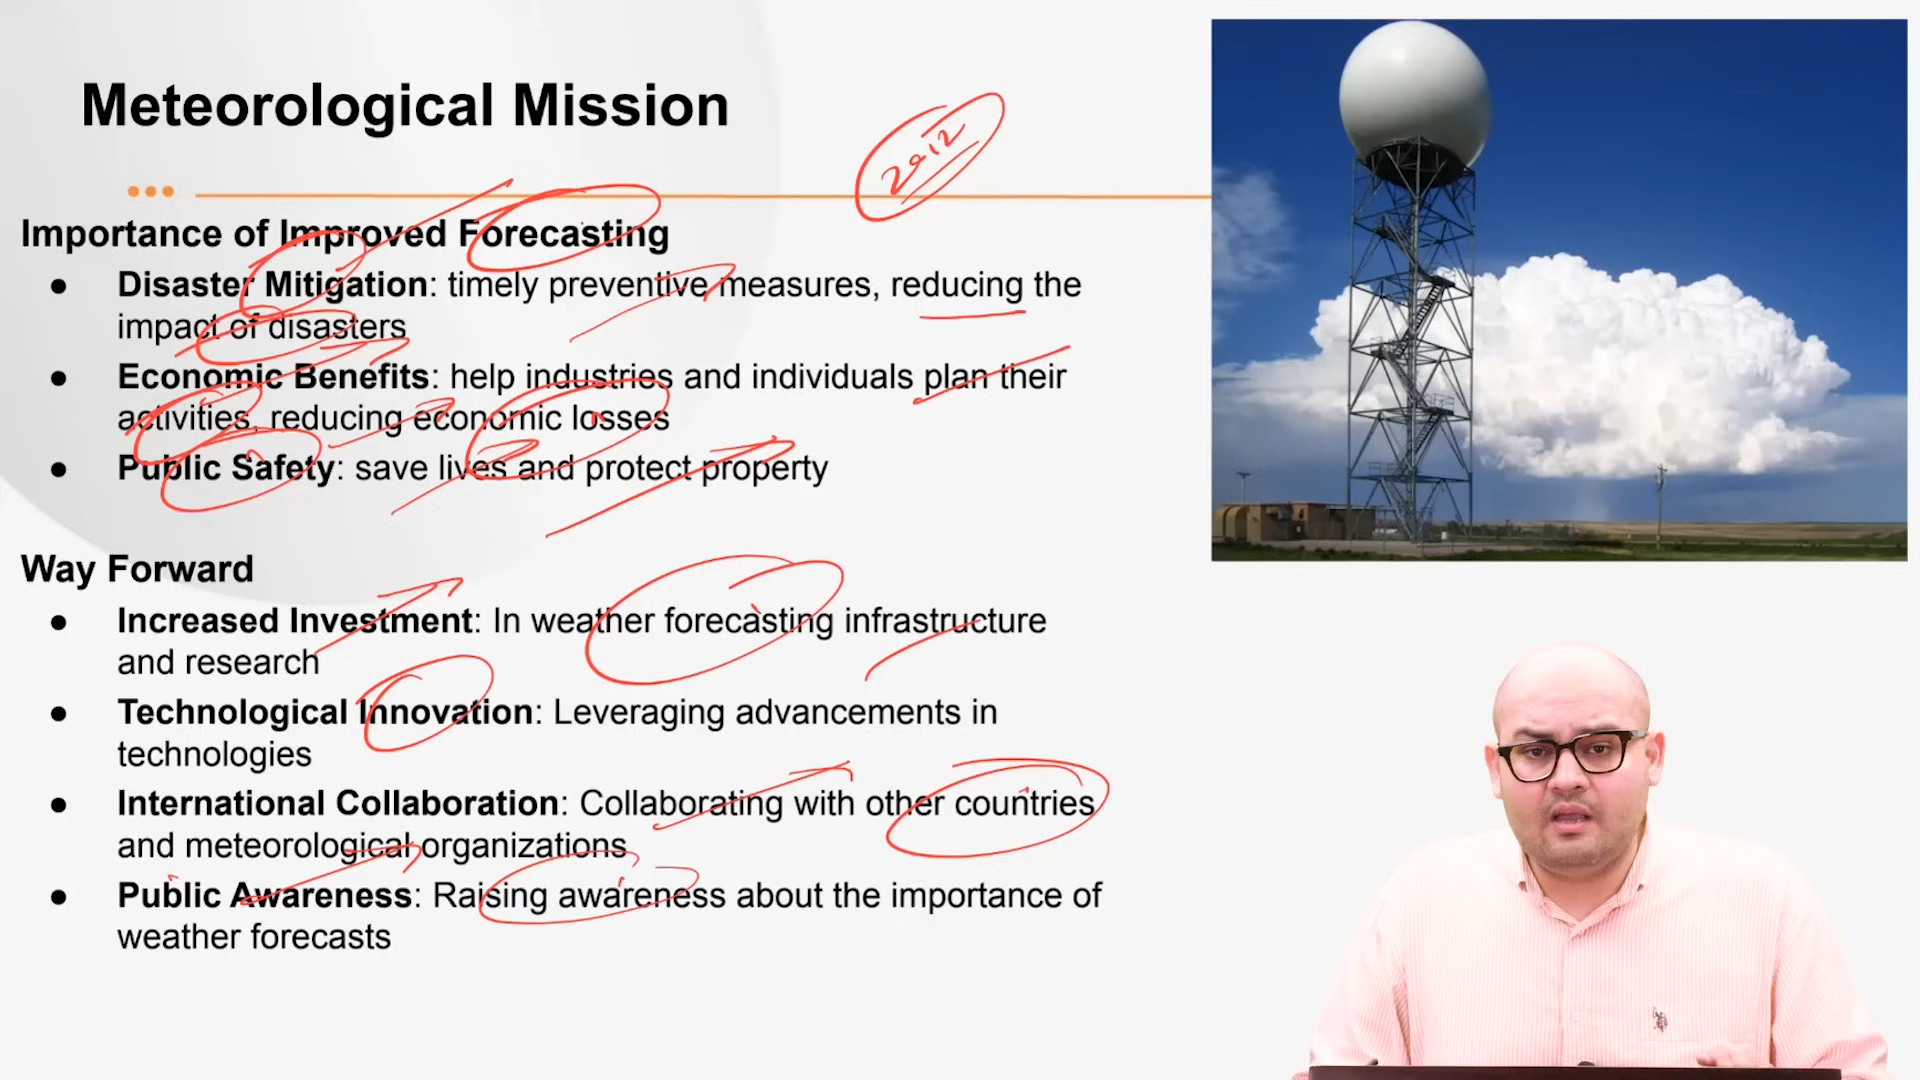 Meteorological Mission
2012
Importance of Improved Forecasting
● Disaster Mitigation: timely preventive measures, reducing the
impact of disasters
● Economic Benefits: help industries and individuals plan their
activities, reducing economic losses
● Public Safety: save lives and protect property
Way Forward
● Increased Investment: In weather forecasting infrastructure
and research
● Technological Innovation: Leveraging advancements in
technologies
● International Collaboration: Collaborating with other countries
and meteorological organizations
● Public Awareness: Raising awareness about the importance of
weather forecasts